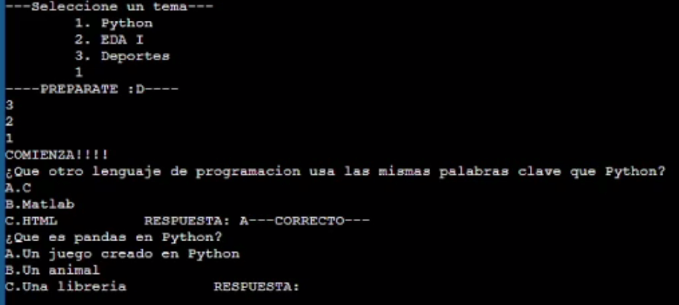 ---Seleccione un tema---
1. Python
2. EDA I
3. Deportes
1
----PREPARATE :D----
3
2
1
COMIENZA!!!!
¿Que otro lenguaje de programacion usa las mismas palabras clave que Python?
A.C
B.Matlab
C.HTML RESPUESTA: A---CORRECTO---
¿Que es pandas en Python?
A.Un juego creado en Python
B.Un animal
C.Una libreria RESPUESTA: